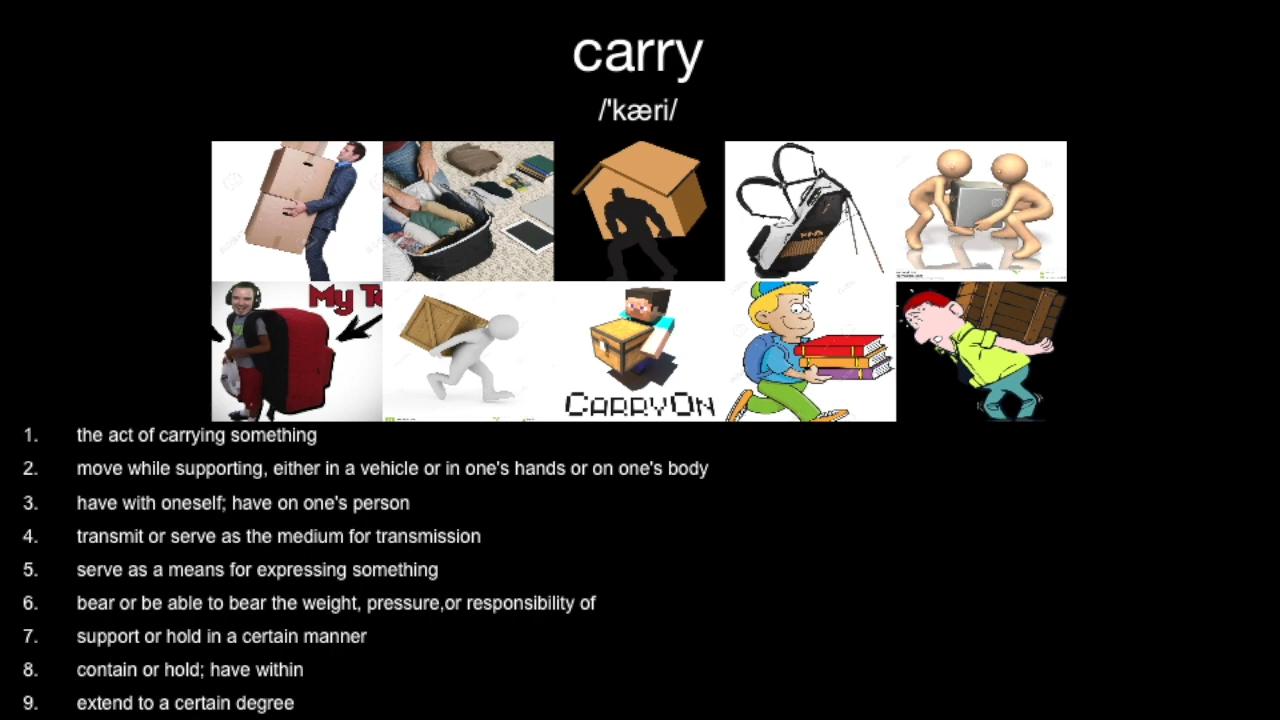 carry
/'kæri/
My T
CARRYON
1. the act of carrying something
2. move while supporting, either in a vehicle or in one's hands or on one's body
3. have with oneself; have on one's person
4. transmit or serve as the medium for transmission
5. serve as a means for expressing something
6. bear or be able to bear the weight, pressure,or responsibility of
7. support or hold in a certain manner
8. contain or hold; have within
9. extend to a certain degree